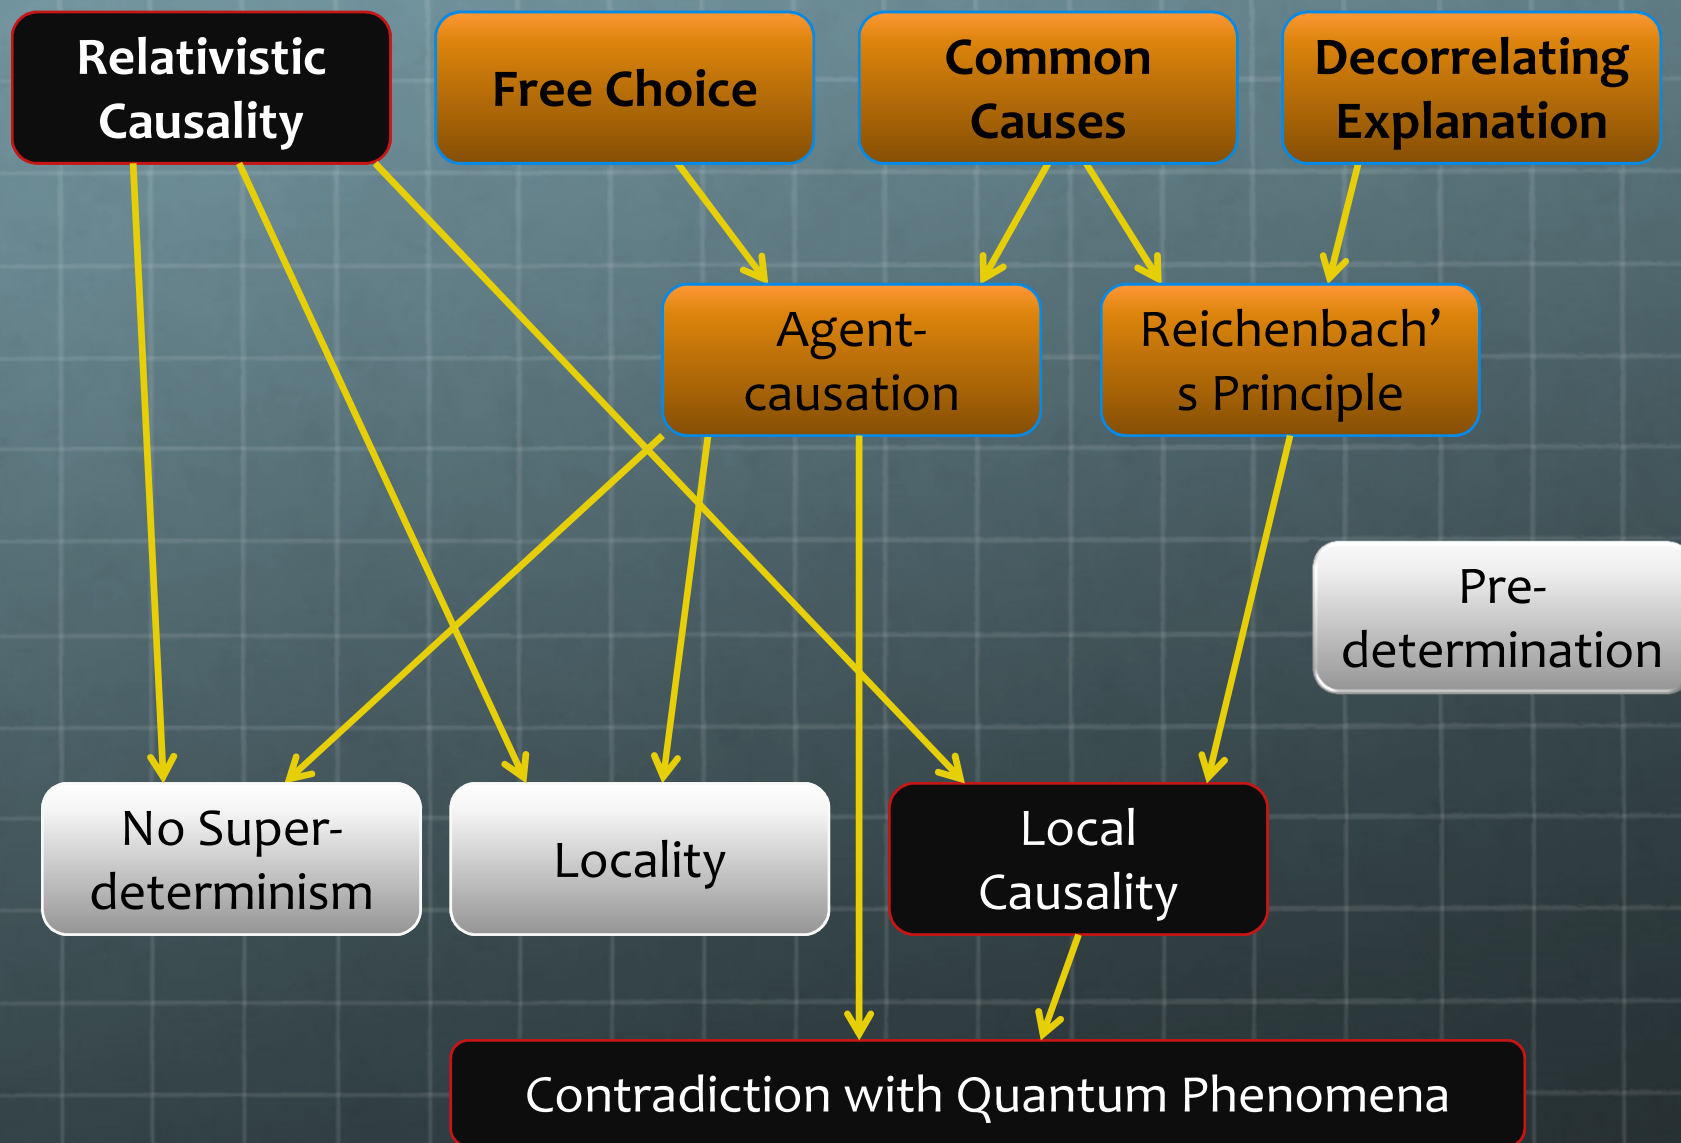 Relativistic
Causality
Free Choice
Common
Causes
Decorrelating
Explanation
Agent-
causation
Reichenbach’
s Principle
Pre-
determination
No Super-
determinism
Locality
Local
Causality
Contradiction with Quantum Phenomena